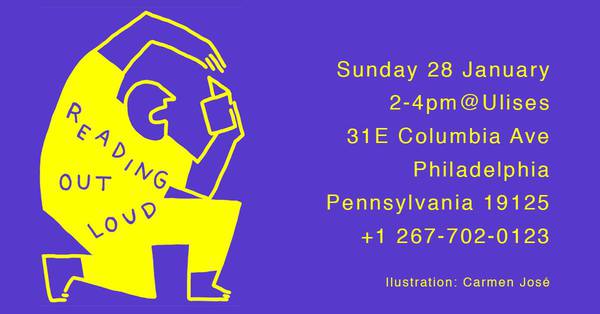 READING
OUT
LOUD
Sunday 28 January
2-4pm@Ulises
31E Columbia Ave
Philadelphia
Pennsylvania 19125
+1 267-702-0123
Ilustration: Carmen José